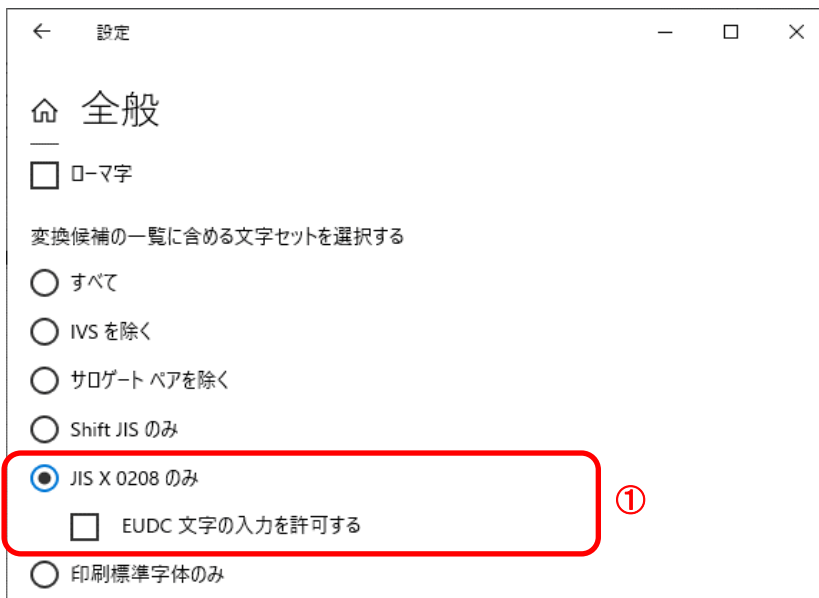 設定
全般
ローマ字
変換候補の一覧に含める文字セットを選択する
すべて
IVS を除く
サロゲート ペアを除く
Shift JIS のみ
JIS X 0208 のみ
①
EUDC 文字の入力を許可する
印刷標準字体のみ